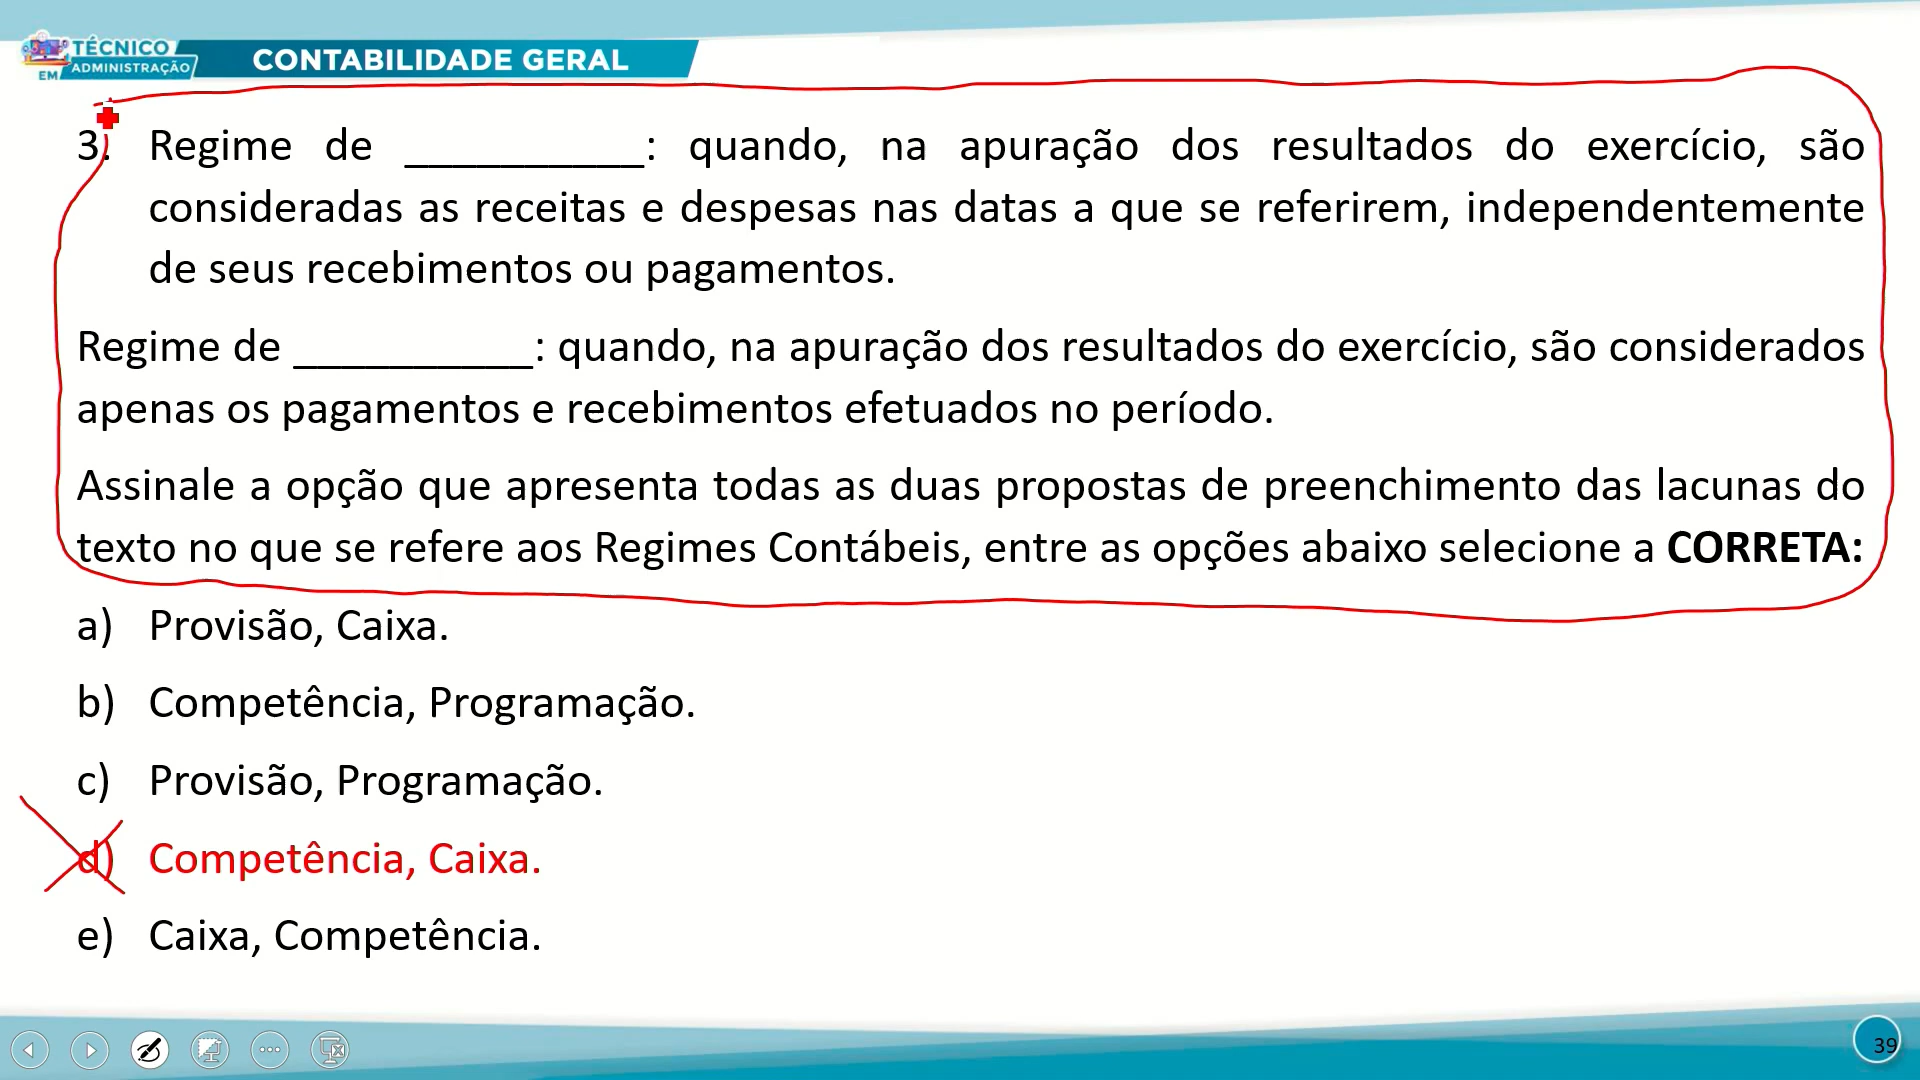 TÉCNICO
EM ADMINISTRAÇÃO
CONTABILIDADE GERAL
3. Regime de __________: quando, na apuração dos resultados do exercício, são
consideradas as receitas e despesas nas datas a que se referirem, independentemente
de seus recebimentos ou pagamentos.
Regime de __________: quando, na apuração dos resultados do exercício, são considerados
apenas os pagamentos e recebimentos efetuados no período.
Assinale a opção que apresenta todas as duas propostas de preenchimento das lacunas do
texto no que se refere aos Regimes Contábeis, entre as opções abaixo selecione a CORRETA:
a) Provisão, Caixa.
b) Competência, Programação.
c) Provisão, Programação.
d) Competência, Caixa.
e) Caixa, Competência.
39